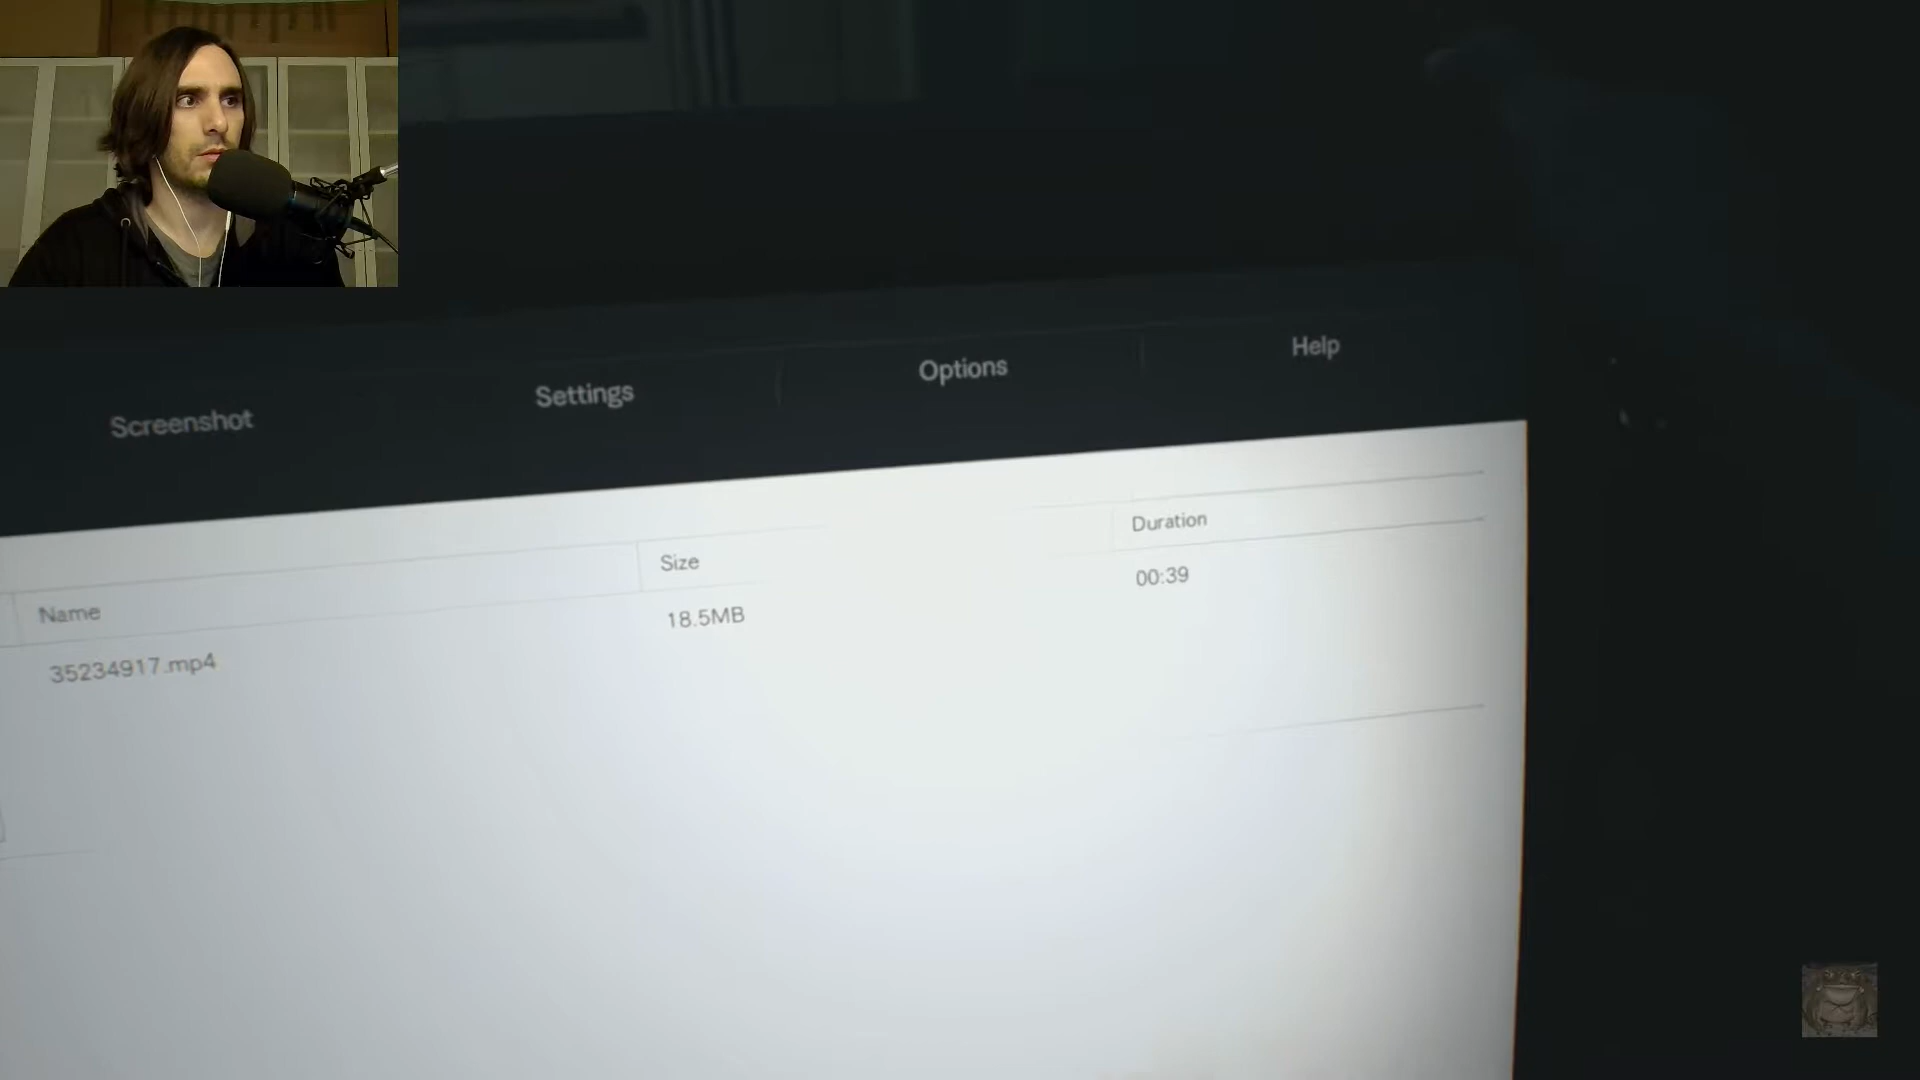 Screenshot Settings Options Help
Name Size Duration
35234917.mp4 18.5MB 00:39